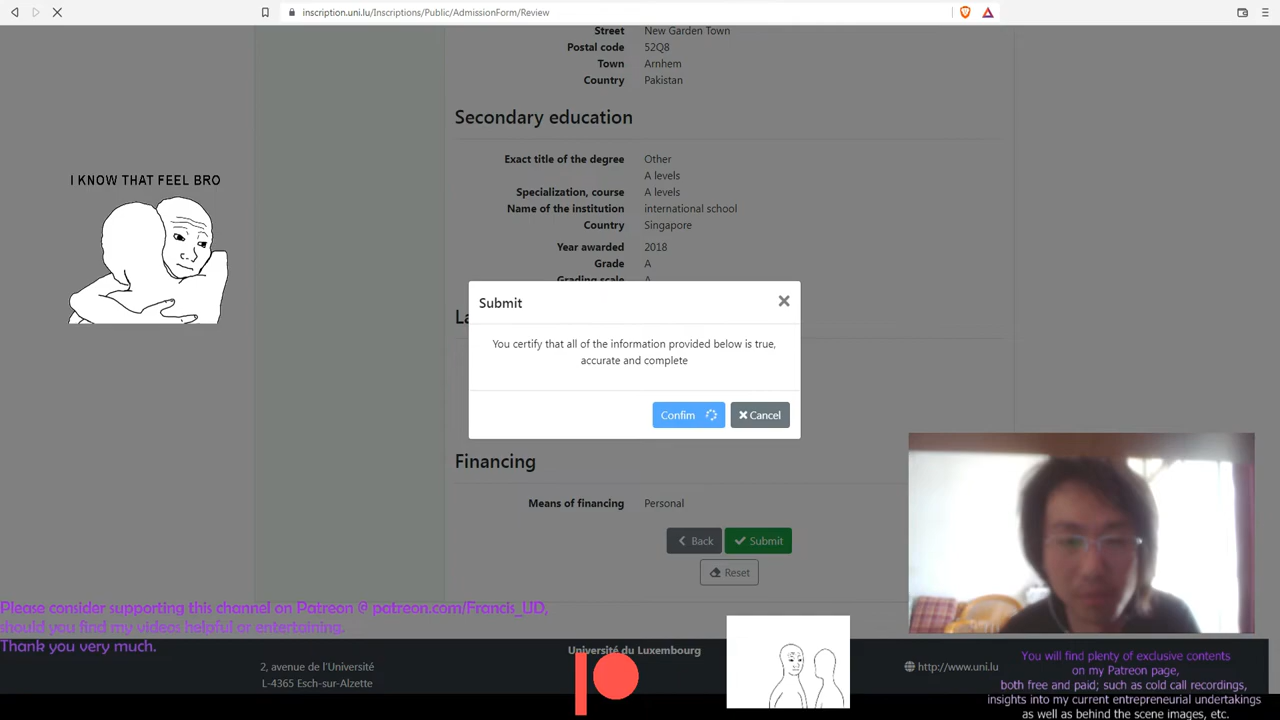 inscription.uni.lu/Inscriptions/Public/AdmissionForm/Review
Street New Garden Town
Postal code 52Q8
Town Arnhem
Country Pakistan
Secondary education
Exact title of the degree Other
A levels
Specialization, course A levels
Name of the institution international school
Country Singapore
Year awarded 2018
Grade A
Grading scale A
La
I KNOW THAT FEEL BRO
Submit
You certify that all of the information provided below is true,
accurate and complete
Confim
Cancel
Financing
Means of financing Personal
Back
Submit
Reset
Please consider supporting this channel on Patreon @ patreon.com/Francis_UD,
should you find my videos helpful or entertaining.
Thank you very much.
Université du Luxembourg
2, avenue de l'Université
L-4365 Esch-sur-Alzette
http://www.uni.lu
You will find plenty of exclusive contents
on my Patreon page,
both free and paid; such as cold call recordings,
insights into my current entrepreneurial undertakings
as well as behind the scene images, etc.